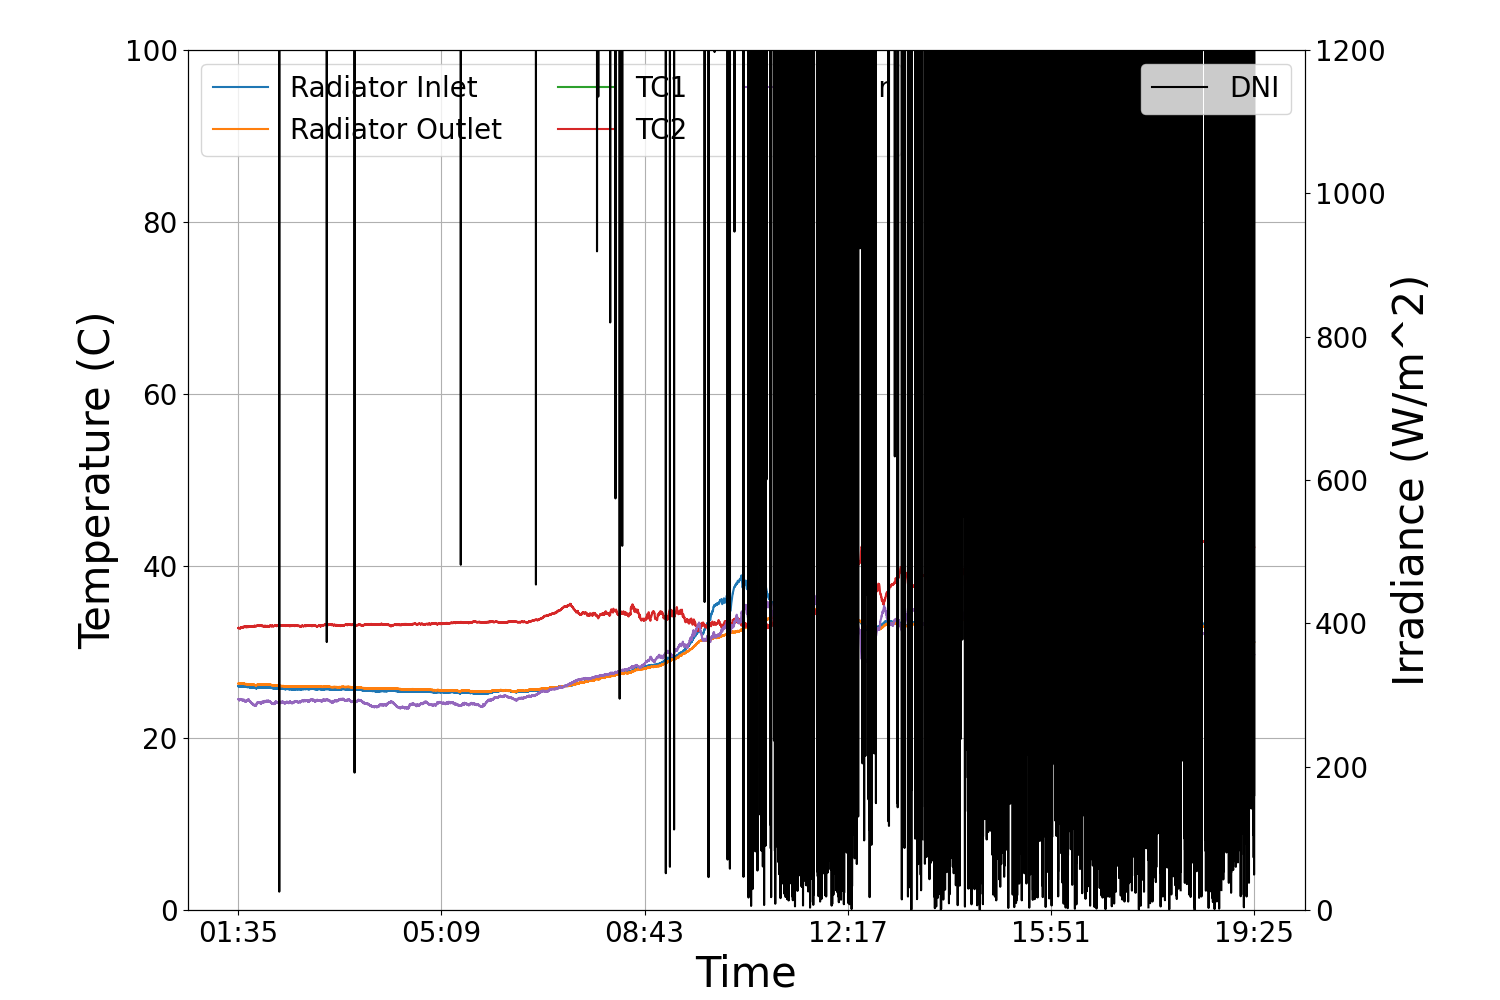 100
80
60
40
20
0
Temperature (C)
Radiator Inlet
Radiator Outlet
TC1
TC2
DNI
1200
1000
800
600
400
200
0
Irradiance (W/m^2)
01:35 05:09 08:43 12:17 15:51 19:25
Time